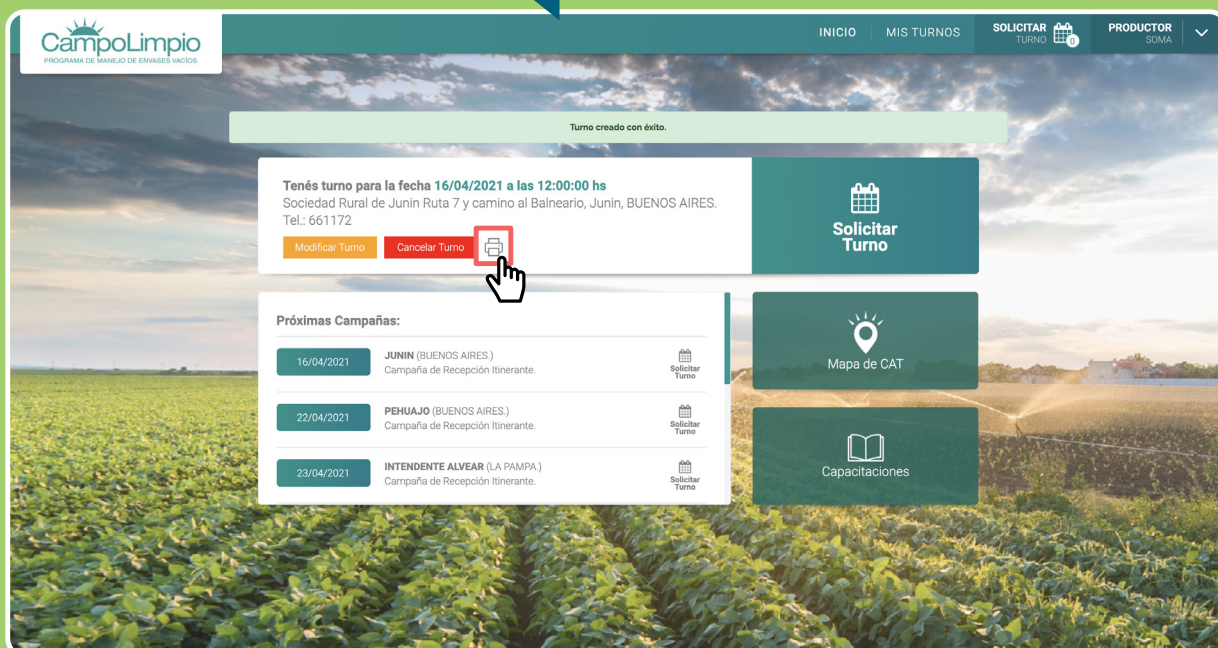 CampoLimpio
PROGRAMA DE MANEJO DE ENVASES VACÍOS
INICIO
MIS TURNOS
SOLICITAR
TURNO
0
PRODUCTOR
SOMA
Turno creado con éxito.
Tenés turno para la fecha 16/04/2021 a las 12:00:00 hs
Sociedad Rural de Junin Ruta 7 y camino al Balneario, Junin, BUENOS AIRES.
Tel.: 661172
Modificar Turno
Cancelar Turno
Solicitar
Turno
Próximas Campañas:
16/04/2021
JUNIN (BUENOS AIRES.)
Campaña de Recepción Itinerante.
Solicitar
Turno
22/04/2021
PEHUAJO (BUENOS AIRES.)
Campaña de Recepción Itinerante.
Solicitar
Turno
23/04/2021
INTENDENTE ALVEAR (LA PAMPA.)
Campaña de Recepción Itinerante.
Solicitar
Turno
Mapa de CAT
Capacitaciones